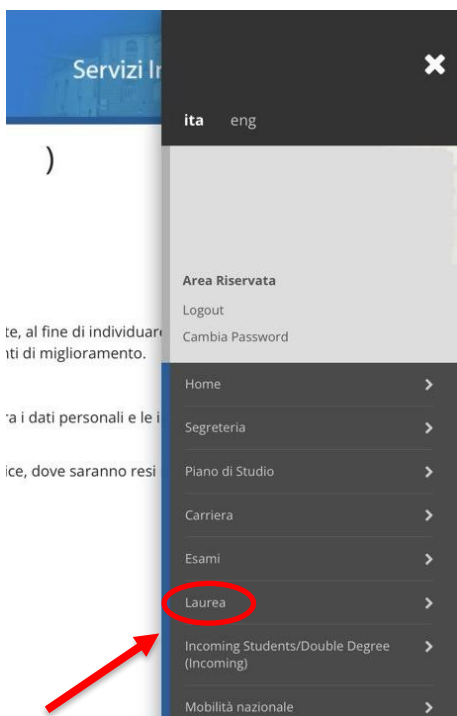 Servizi
ita eng
)
Area Riservata
Logout
Cambia Password
te, al fine di
nti di miglioramento.
Home
ra i dati personali e le
Segreteria
ice, dove saranno resi
Piano di Studio
Carriera
Esami
Laurea
Incoming Students/Double Degree
(Incoming)
Mobilità nazionale